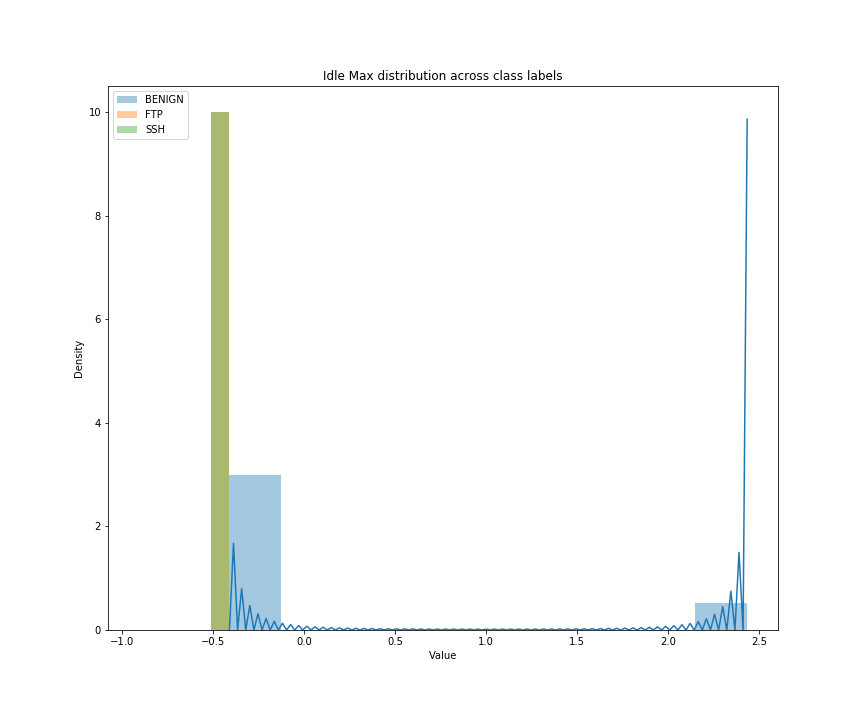 Idle Max distribution across class labels
BENIGN
FTP
SSH
10
8
6
4
2
0
Density
−1.0 −0.5 0.0 0.5 1.0 1.5 2.0 2.5
Value